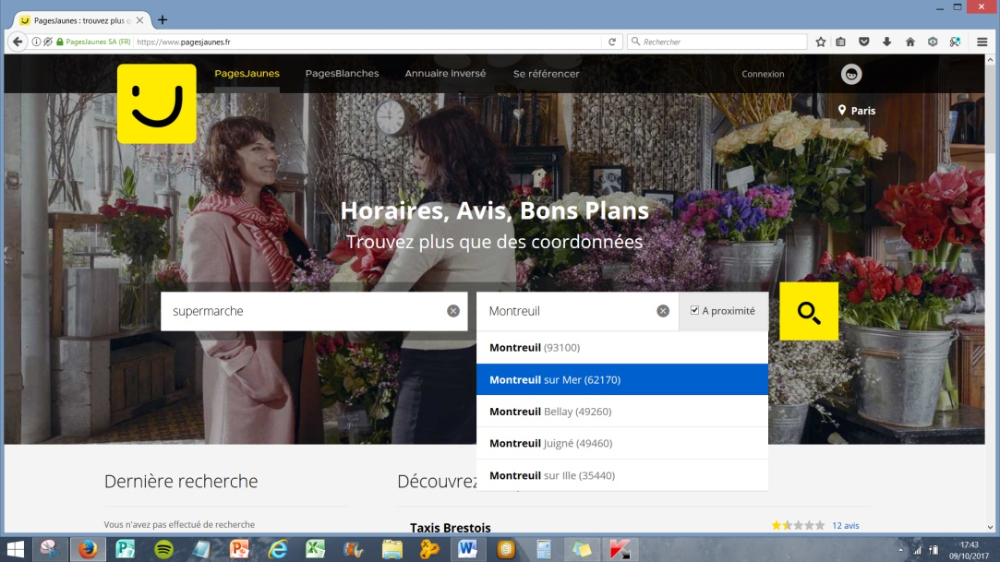 PagesJaunes : trouvez plus q
PagesJaunes SA (FR) https://www.pagesjaunes.fr
Rechercher
PagesJaunes PagesBlanches Annuaire Inversé Se référencer Connexion
Paris
Horaires, Avis, Bons Plans
Trouvez plus que des coordonnées
supermarche
Montreuil
A proximité
Montreuil (93100)
Montreuil sur Mer (62170)
Montreuil Bellay (49260)
Montreuil Juigné (49460)
Montreuil sur Ille (35440)
Dernière recherche
Découvrez
Vous n'avez pas effectué de recherche
Taxis Brestois
12 avis
17:43
09/10/2017